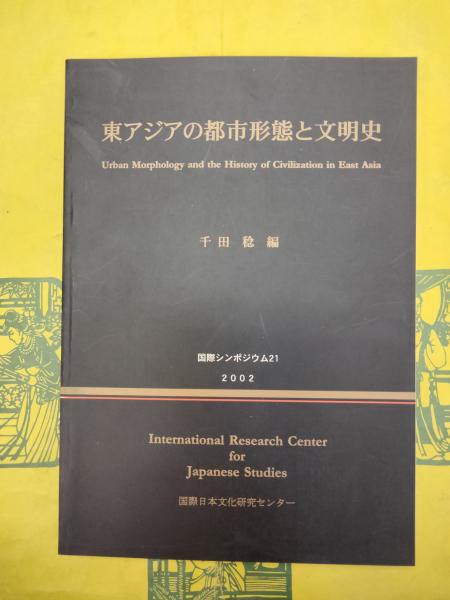 東アジアの都市形態と文明史
Urban Morphology and the History of Civilization in East Asia
千田 稔 編
国際シンポジウム21
2002
International Research Center
for
Japanese Studies
国際日本文化研究センター